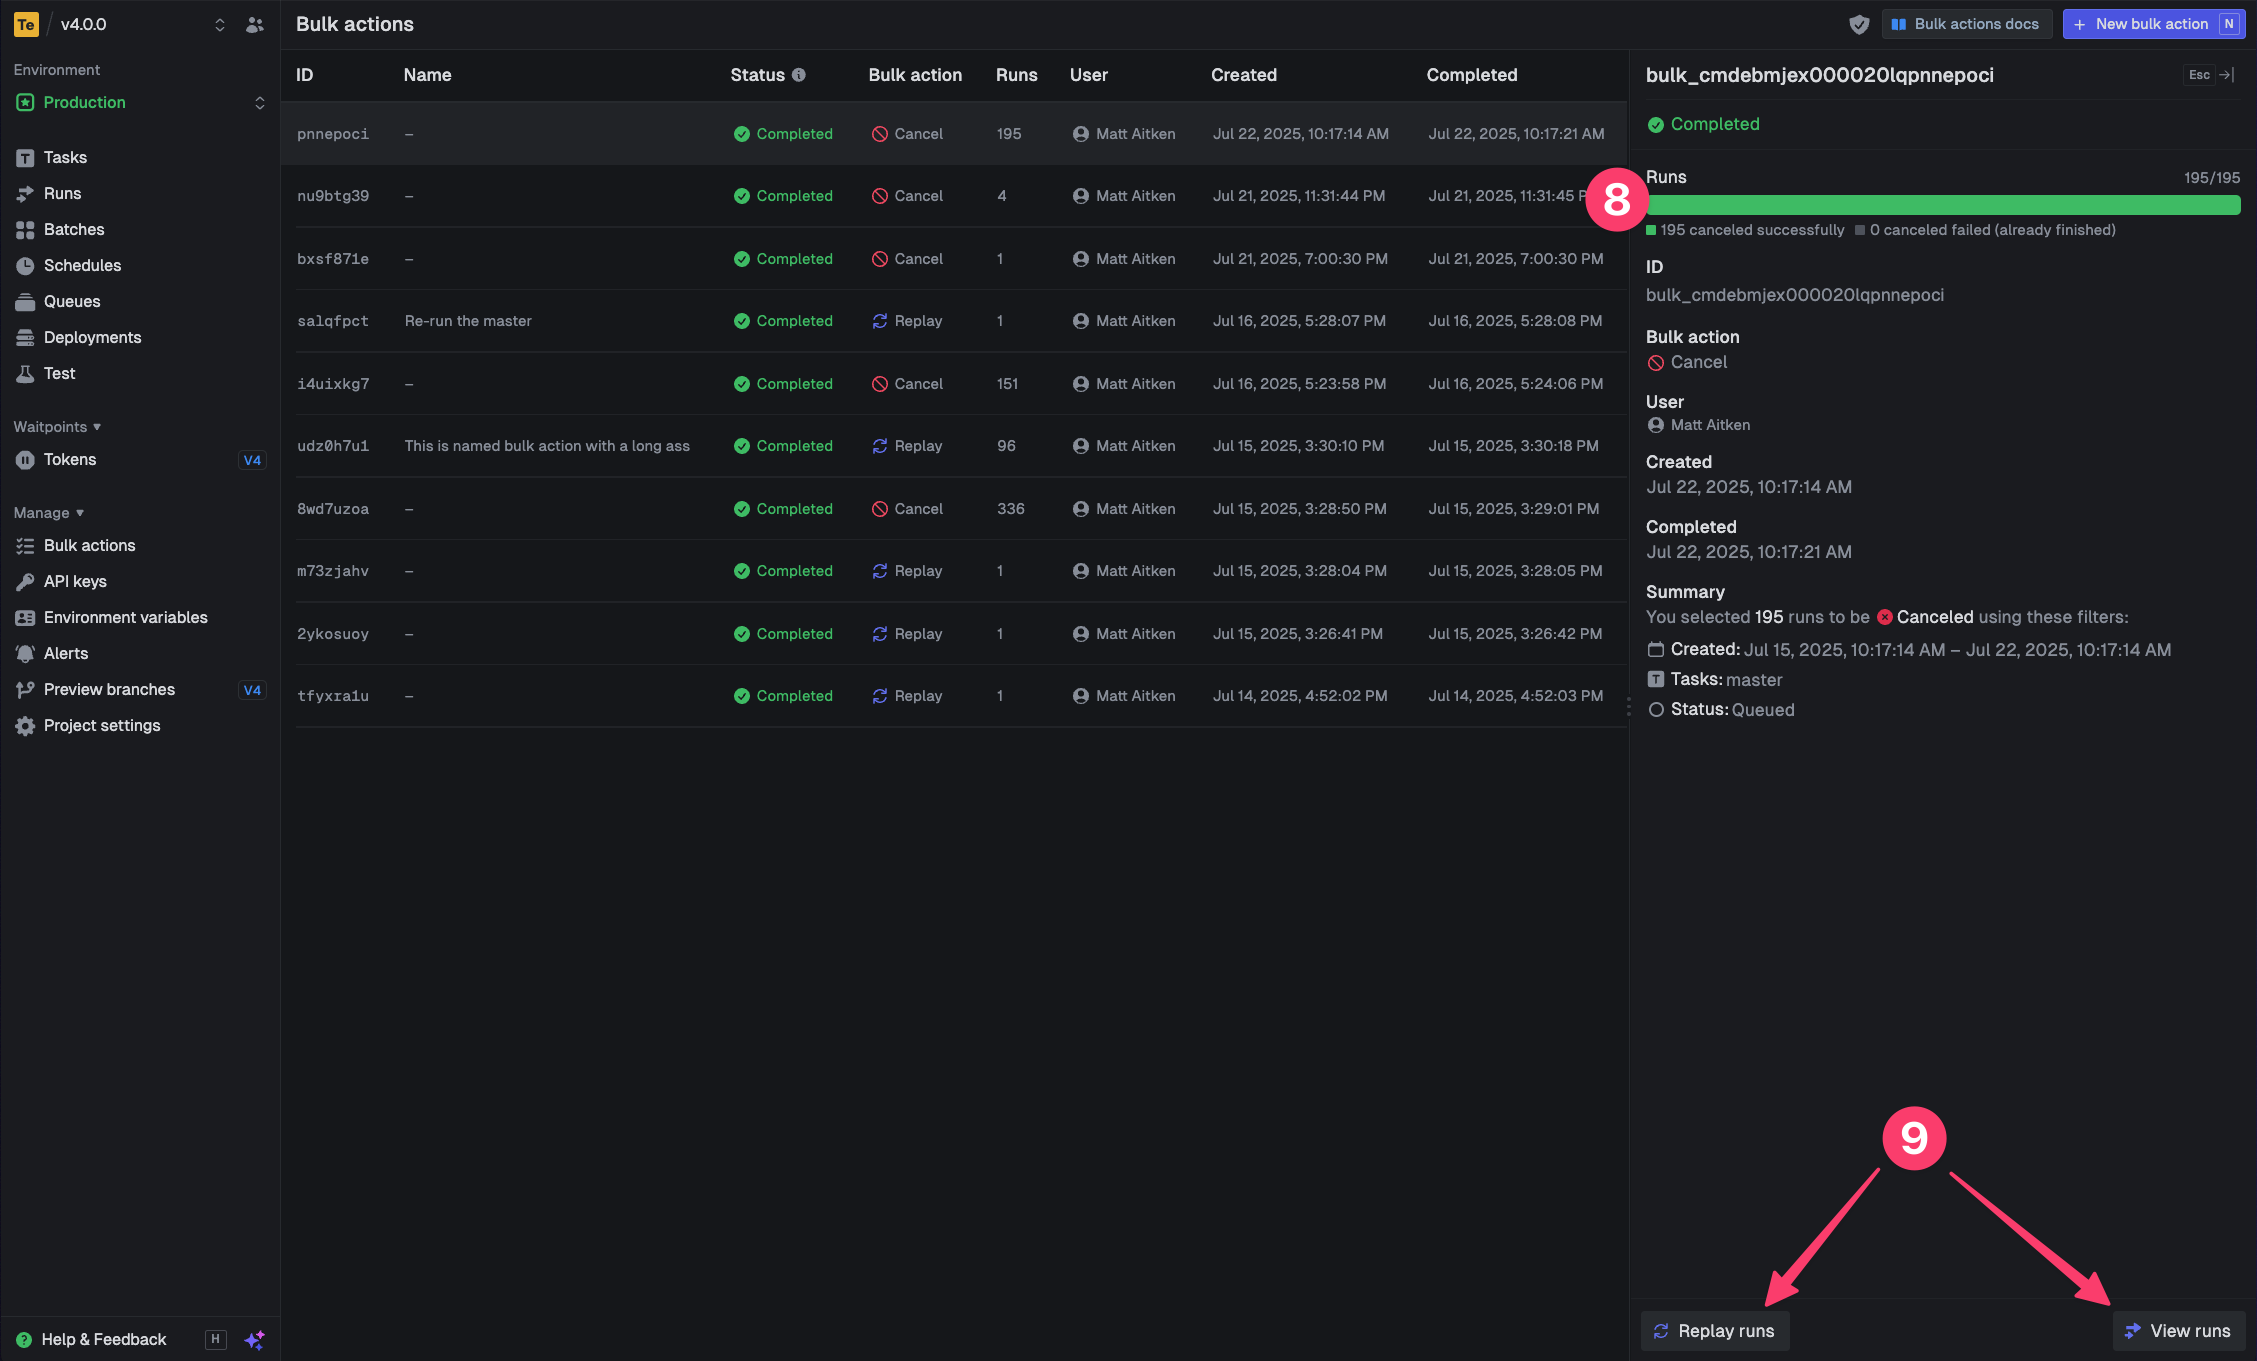 Te / v4.0.0
Environment
Production
Tasks
Runs
Batches
Schedules
Queues
Deployments
Test
Waitpoints
Tokens V4
Manage
Bulk actions
API keys
Environment variables
Alerts
Preview branches V4
Project settings
Help & Feedback H
Bulk actions
Bulk actions docs
+ New bulk action N
ID Name Status Bulk action Runs User Created Completed
pnnepoci – Completed Cancel 195 Matt Aitken Jul 22, 2025, 10:17:14 AM Jul 22, 2025, 10:17:21 AM
nu9btg39 – Completed Cancel 4 Matt Aitken Jul 21, 2025, 11:31:44 PM Jul 21, 2025, 11:31:45 P
bxsf871e – Completed Cancel 1 Matt Aitken Jul 21, 2025, 7:00:30 PM Jul 21, 2025, 7:00:30 PM
salqfpct Re-run the master Completed Replay 1 Matt Aitken Jul 16, 2025, 5:28:07 PM Jul 16, 2025, 5:28:08 PM
i4uixkg7 – Completed Cancel 151 Matt Aitken Jul 16, 2025, 5:23:58 PM Jul 16, 2025, 5:24:06 PM
udz0h7u1 This is named bulk action with a long ass Completed Replay 96 Matt Aitken Jul 15, 2025, 3:30:10 PM Jul 15, 2025, 3:30:18 PM
8wd7uzoa – Completed Cancel 336 Matt Aitken Jul 15, 2025, 3:28:50 PM Jul 15, 2025, 3:29:01 PM
m73zjahv – Completed Replay 1 Matt Aitken Jul 15, 2025, 3:28:04 PM Jul 15, 2025, 3:28:05 PM
2ykosuoy – Completed Replay 1 Matt Aitken Jul 15, 2025, 3:26:41 PM Jul 15, 2025, 3:26:42 PM
tfyxra1u – Completed Replay 1 Matt Aitken Jul 14, 2025, 4:52:02 PM Jul 14, 2025, 4:52:03 PM
bulk_cmdebmjex000020lqpnnepoci Esc
Completed
Runs 195/195
8
195 canceled successfully 0 canceled failed (already finished)
ID
bulk_cmdebmjex000020lqpnnepoci
Bulk action
Cancel
User
Matt Aitken
Created
Jul 22, 2025, 10:17:14 AM
Completed
Jul 22, 2025, 10:17:21 AM
Summary
You selected 195 runs to be Canceled using these filters:
Created: Jul 15, 2025, 10:17:14 AM – Jul 22, 2025, 10:17:14 AM
Tasks: master
Status: Queued
9
Replay runs
View runs